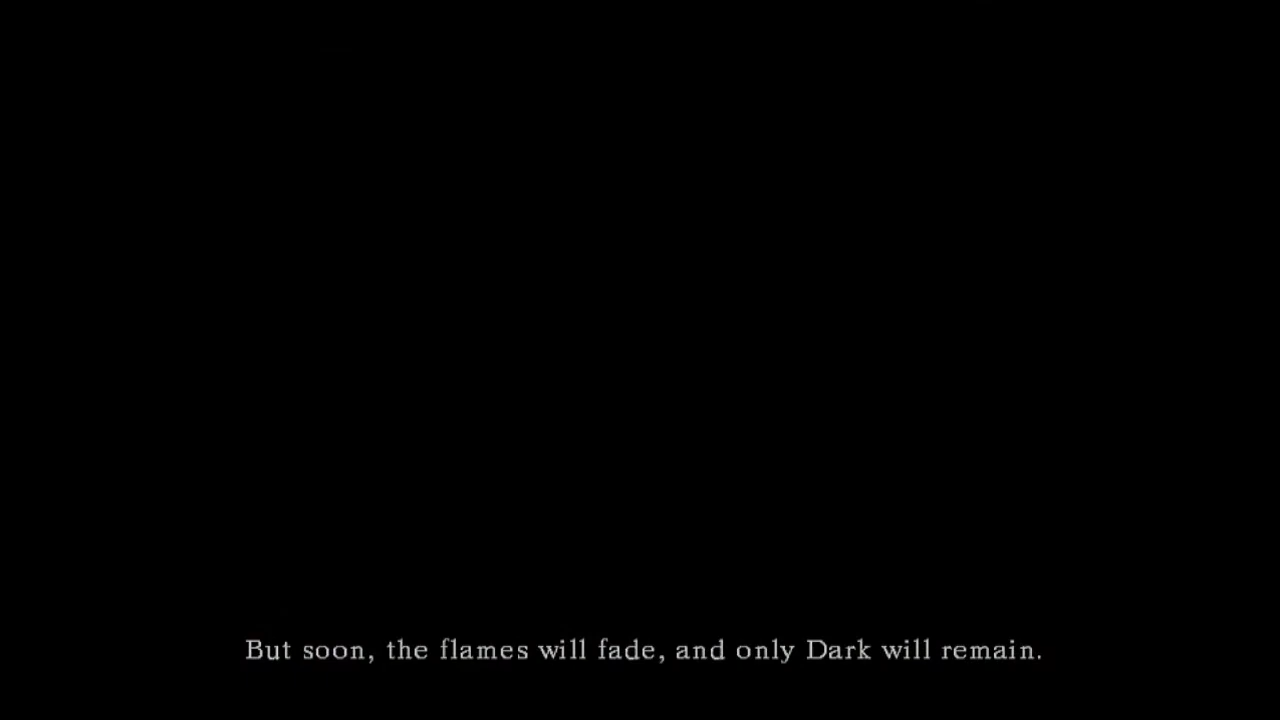 But soon, the flames will fade, and only Dark will remain.